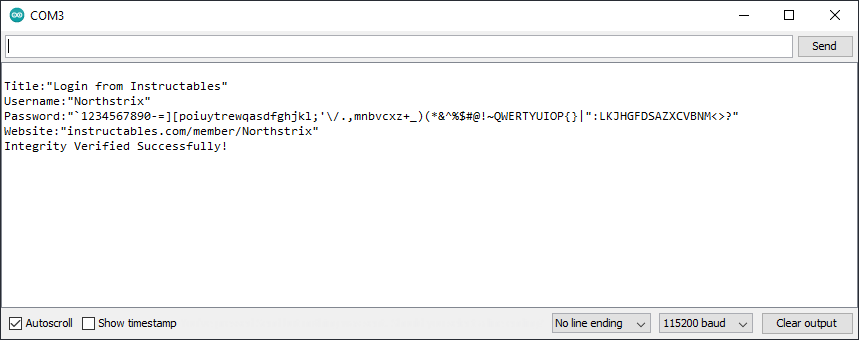 COM3
Send
Title:"Login from Instructables"
Username:"Northstrix"
Password:"`1234567890-=][poiuytrewqasdfghjkl;'\/.,mnbvcxz+_)(*&^%$#@!~QWERTYUIOP{}|":LKJHGFDSAZXCVBNM<>?"
Website:"instructables.com/member/Northstrix"
Integrity Verified Successfully!
Autoscroll Show timestamp No line ending 115200 baud Clear output